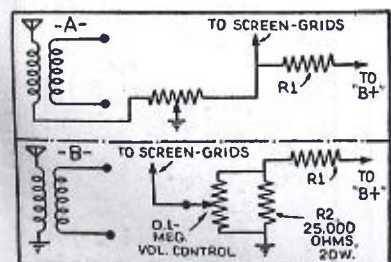 -A-
TO SCREEN-GRIDS
R1
TO
"B+"
-B-
TO SCREEN-GRIDS
R1
TO
"B+"
0.1-
MEG.
VOL. CONTROL
R2,
25,000
OHMS,
20W.